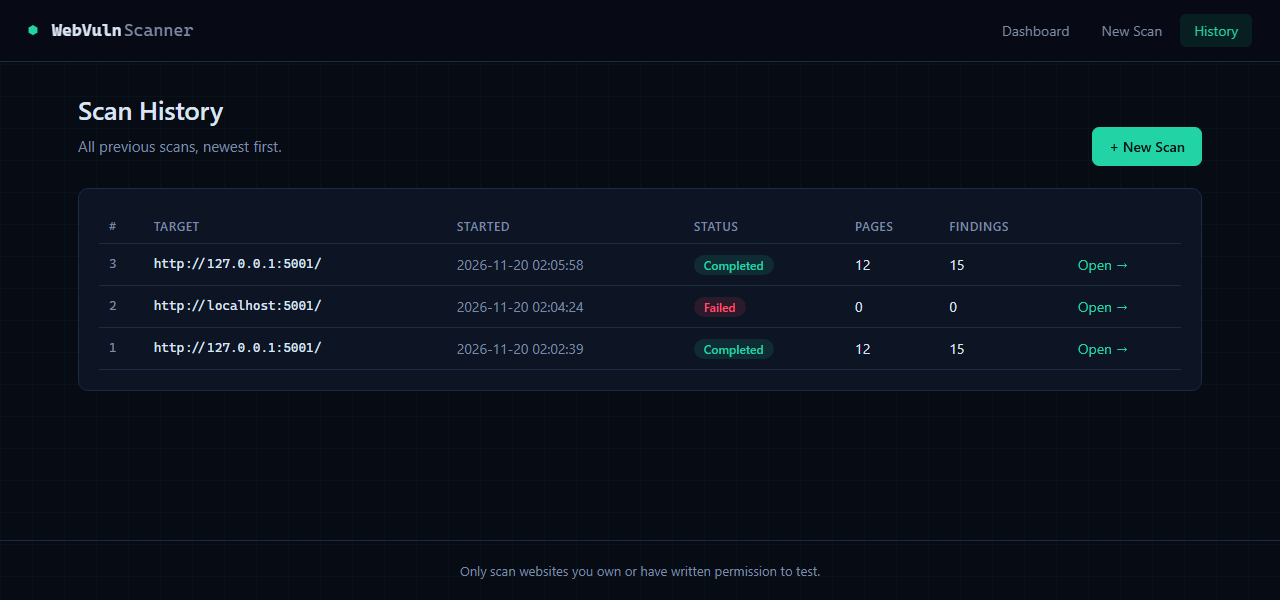 WebVulnScanner Dashboard New Scan History
Scan History
All previous scans, newest first.
+ New Scan
# TARGET STARTED STATUS PAGES FINDINGS
3 http://127.0.0.1:5001/ 2026-11-20 02:05:58 Completed 12 15 Open →
2 http://localhost:5001/ 2026-11-20 02:04:24 Failed 0 0 Open →
1 http://127.0.0.1:5001/ 2026-11-20 02:02:39 Completed 12 15 Open →
Only scan websites you own or have written permission to test.